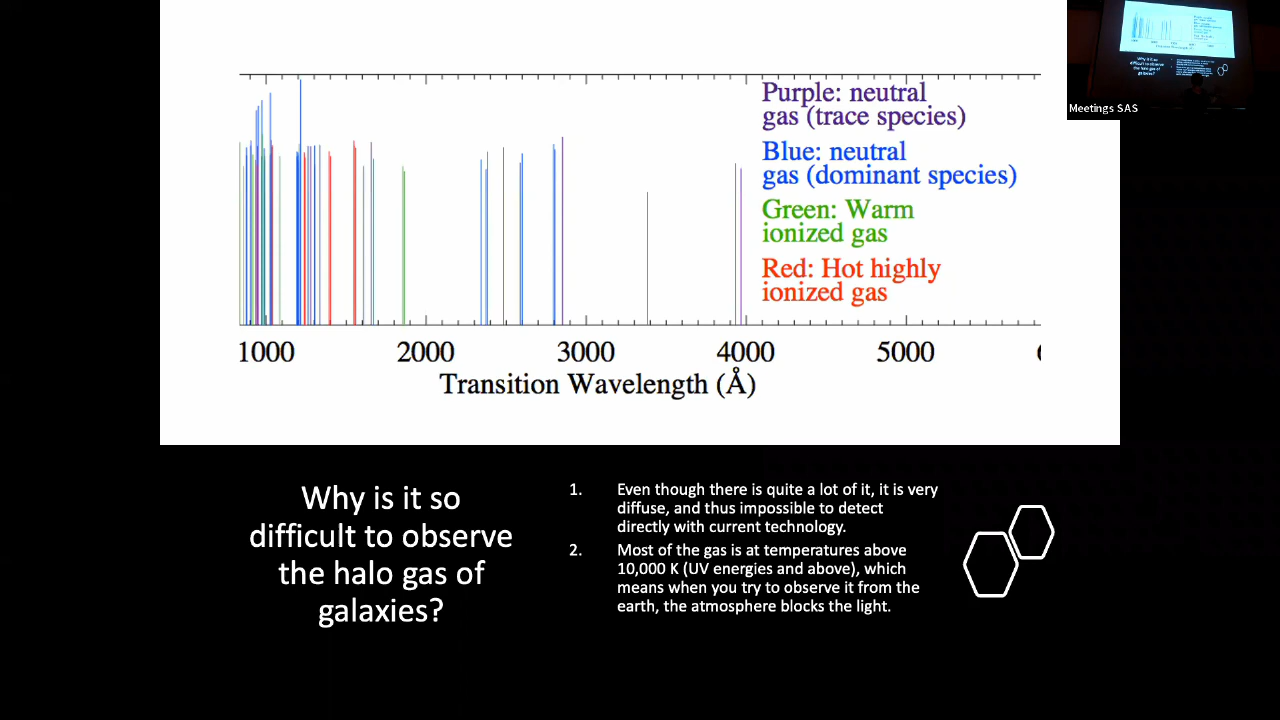 Purple: neutral
gas (trace species)
Blue: neutral
gas (dominant species)
Green: Warm
ionized gas
Red: Hot highly
ionized gas
1000 2000 3000 4000 5000
Transition Wavelength (Å)
Meetings SAS
Why is it so
difficult to observe
the halo gas of
galaxies?
1. Even though there is quite a lot of it, it is very
diffuse, and thus impossible to detect
directly with current technology.
2. Most of the gas is at temperatures above
10,000 K (UV energies and above), which
means when you try to observe it from the
earth, the atmosphere blocks the light.